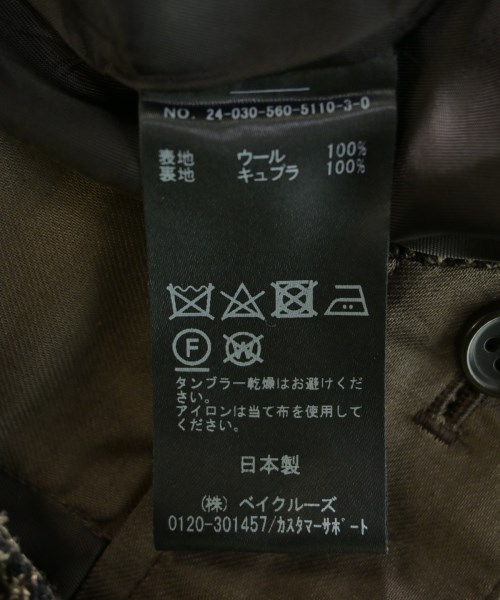 NO. 24-030-560-5110-3-0
表地 ウール 100%
裏地 キュプラ 100%
F W
タンブラー乾燥はお避けくだ
さい。
アイロンは当て布を使用して
ください。
日本製
(株) ベイクルーズ
0120-301457/カスタマーサポート